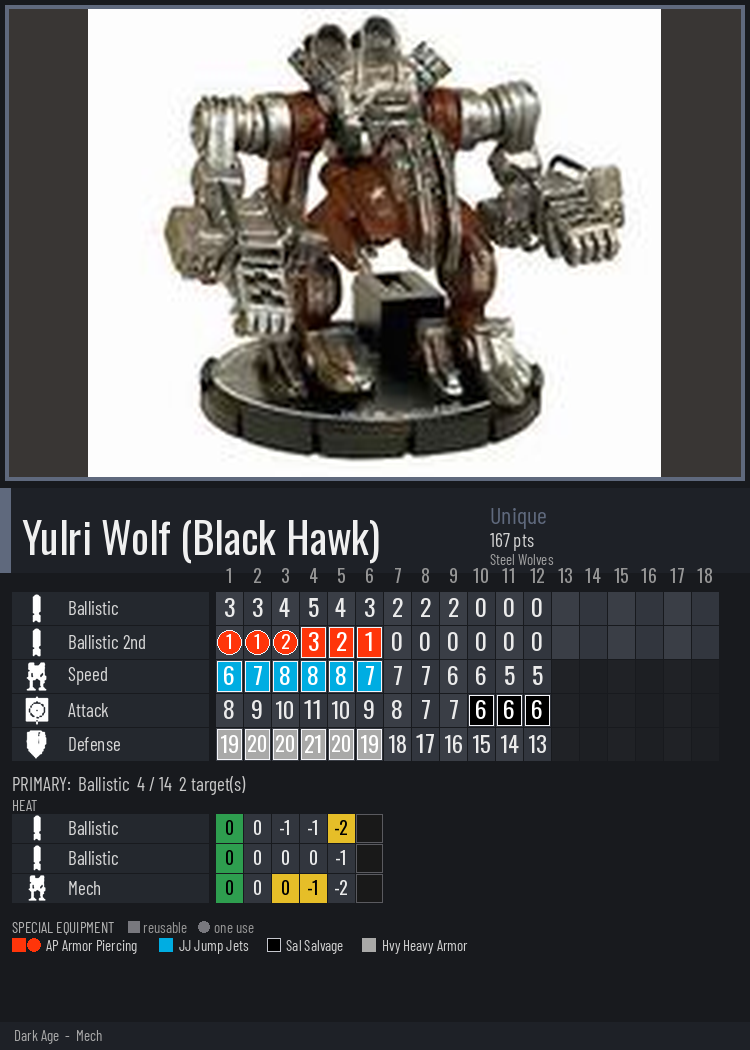 Unique
Yulri Wolf (Black Hawk)
167 pts
Steel Wolves
1 2 3 4 5 6 7 8 9 10 11 12 13 14 15 16 17 18
Ballistic 3 3 4 5 4 3 2 2 2 0 0 0
Ballistic 2nd 1 1 2 3 2 1 0 0 0 0 0 0
Speed 6 7 8 8 8 7 7 7 6 6 5 5
Attack 8 9 10 11 10 9 8 7 7 6 6 6
Defense 19 20 20 21 20 19 18 17 16 15 14 13
PRIMARY: Ballistic 4 / 14 2 target(s)
HEAT
Ballistic 0 0 -1 -1 -2
Ballistic 0 0 0 0 -1
Mech 0 0 0 -1 -2
SPECIAL EQUIPMENT reusable one use
AP Armor Piercing JJ Jump Jets Sal Salvage Hvy Heavy Armor
Dark Age - Mech